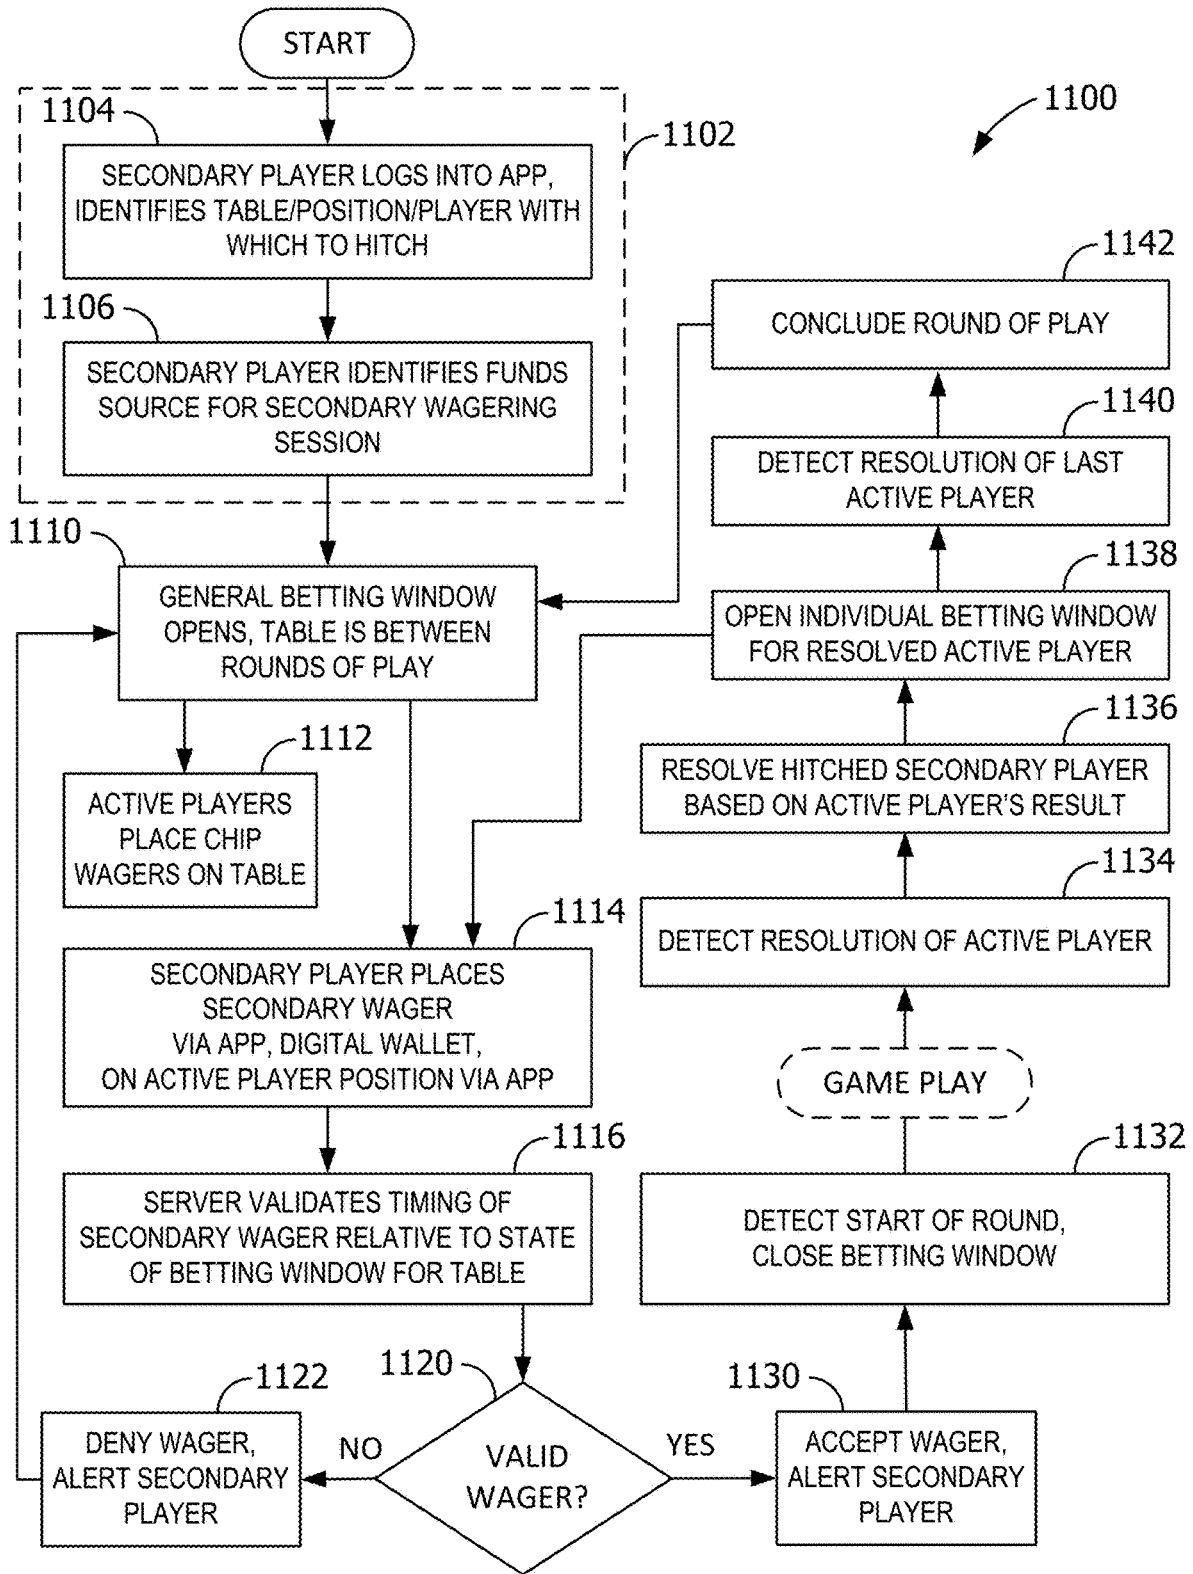 START
1100
1104
1102
SECONDARY PLAYER LOGS INTO APP,
IDENTIFIES TABLE/POSITION/PLAYER WITH
WHICH TO HITCH
1106
SECONDARY PLAYER IDENTIFIES FUNDS
SOURCE FOR SECONDARY WAGERING
SESSION
1110
GENERAL BETTING WINDOW
OPENS, TABLE IS BETWEEN
ROUNDS OF PLAY
1112
ACTIVE PLAYERS
PLACE CHIP
WAGERS ON TABLE
1114
SECONDARY PLAYER PLACES
SECONDARY WAGER
VIA APP, DIGITAL WALLET,
ON ACTIVE PLAYER POSITION VIA APP
1116
SERVER VALIDATES TIMING OF
SECONDARY WAGER RELATIVE TO STATE
OF BETTING WINDOW FOR TABLE
1120
VALID
WAGER?
NO
1122
DENY WAGER,
ALERT SECONDARY
PLAYER
YES
1130
ACCEPT WAGER,
ALERT SECONDARY
PLAYER
1132
DETECT START OF ROUND,
CLOSE BETTING WINDOW
GAME PLAY
1134
DETECT RESOLUTION OF ACTIVE PLAYER
1136
RESOLVE HITCHED SECONDARY PLAYER
BASED ON ACTIVE PLAYER'S RESULT
1138
OPEN INDIVIDUAL BETTING WINDOW
FOR RESOLVED ACTIVE PLAYER
1140
DETECT RESOLUTION OF LAST
ACTIVE PLAYER
1142
CONCLUDE ROUND OF PLAY